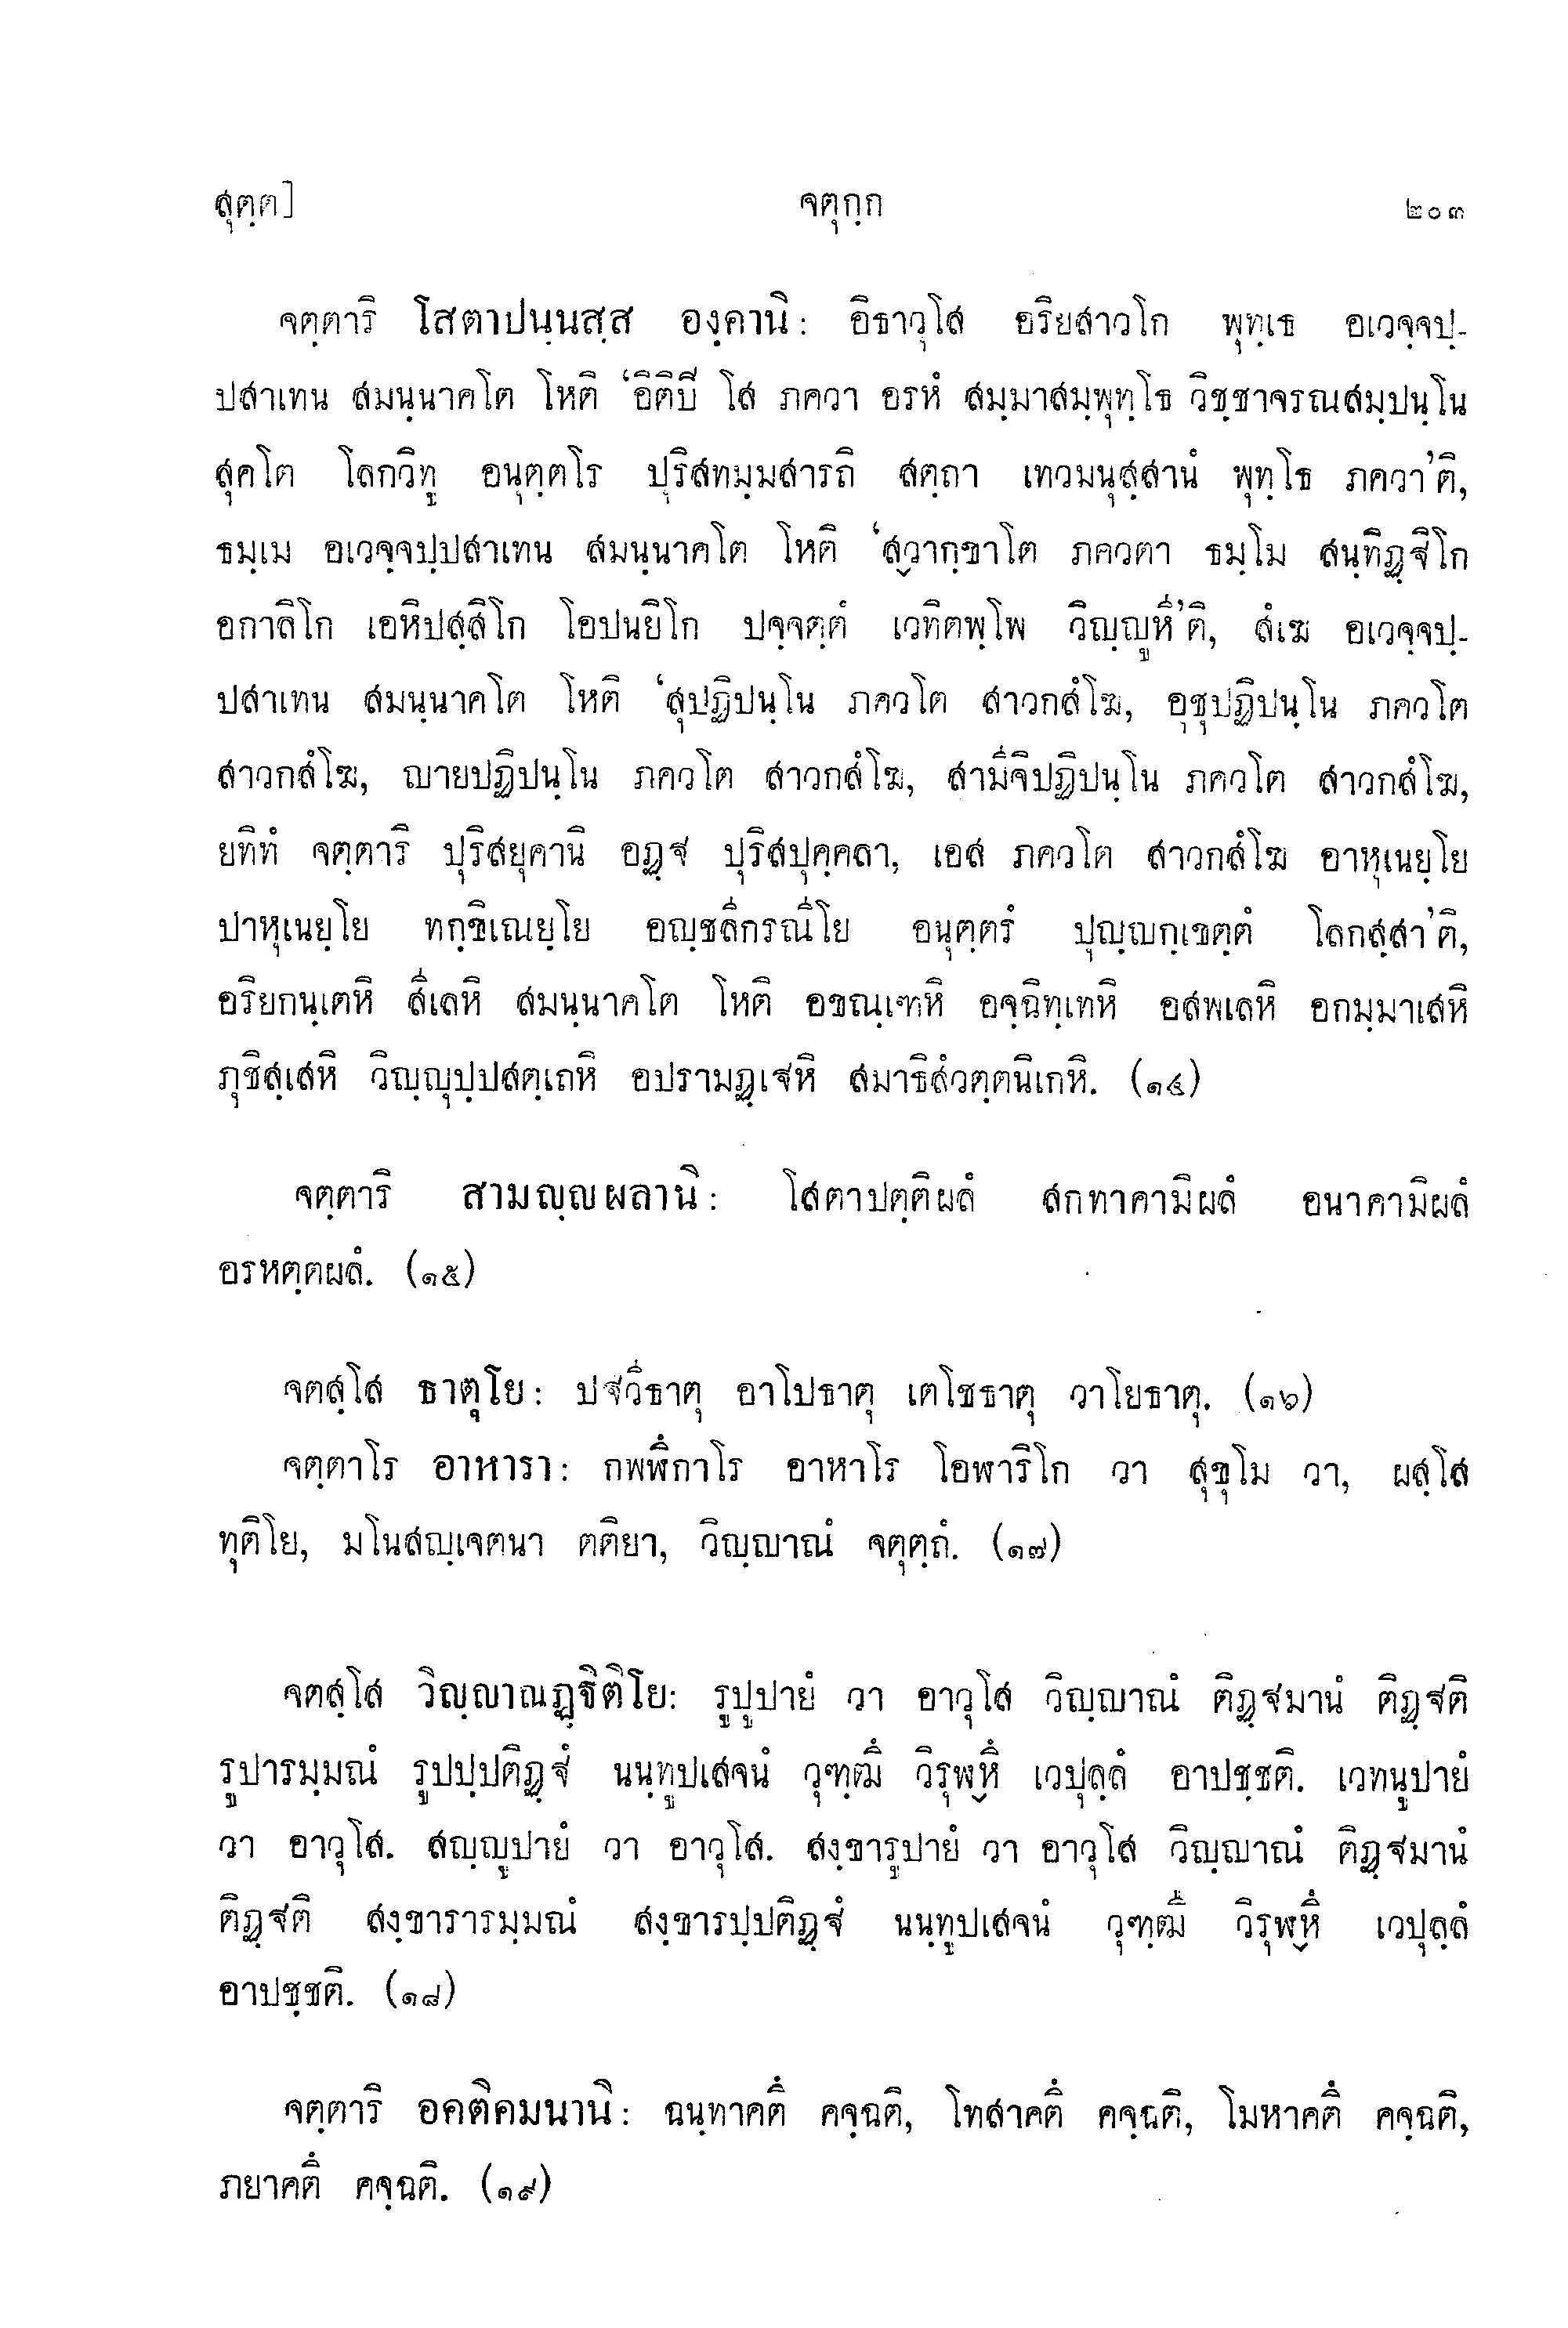 สุตฺต]
จตุกฺก
๒๐๓
จตฺตาริ โสตาปนฺนสฺส องฺคานิ: อิธาวุโส อริยสาวโก พุทฺเธ อเวจฺจปฺ-
ปสาเทน สมนฺนาคโต โหติ ‘อิติปิ โส ภควา อรหํ สมฺมาสมฺพุทฺโธ วิชฺชาจรณสมฺปนฺโน
สุคโต โลกวิทู อนุตฺตโร ปุริสทมฺมสารถิ สตฺถา เทวมนุสฺสานํ พุทฺโธ ภควา’ติ,
ธมฺเม อเวจฺจปฺปสาเทน สมนฺนาคโต โหติ ‘สฺวากฺขาโต ภควตา ธมฺโม สนฺทิฏฺฐิโก
อกาลิโก เอหิปสฺสิโก โอปนยิโก ปจฺจตฺตํ เวทิตพฺโพ วิญฺญูหี’ติ, สํเฆ อเวจฺจปฺ-
ปสาเทน สมนฺนาคโต โหติ ‘สุปฏิปนฺโน ภควโต สาวกสํโฆ, อุชุปฏิปนฺโน ภควโต
สาวกสํโฆ, ญายปฏิปนฺโน ภควโต สาวกสํโฆ, สามีจิปฏิปนฺโน ภควโต สาวกสํโฆ,
ยทิทํ จตฺตาริ ปุริสยุคานิ อฏฺฐ ปุริสปุคฺคลา, เอส ภควโต สาวกสํโฆ อาหุเนยฺโย
ปาหุเนยฺโย ทกฺขิเณยฺโย อญฺชลีกรณีโย อนุตฺตรํ ปุญฺญกฺเขตฺตํ โลกสฺสา’ติ,
อริยกนฺเตหิ สีเลหิ สมนฺนาคโต โหติ อขณฺเฑหิ อจฺฉิทฺเทหิ อสพเลหิ อกมฺมาเสหิ
ภุชิสฺเสหิ วิญฺญุปฺปสตฺเถหิ อปรามฏฺเฐหิ สมาธิสํวตฺตนิเกหิ. (๑๔)
จตฺตาริ สามญฺญผลานิ: โสตาปตฺติผลํ สกทาคามิผลํ อนาคามิผลํ
อรหตฺตผลํ. (๑๕)
จตสฺโส ธาตุโย: ปฐวีธาตุ อาโปธาตุ เตโชธาตุ วาโยธาตุ. (๑๖)
จตฺตาโร อาหารา: กพพึกาโร อาหาโร โอฬาริโก วา สุขุโม วา, ผสฺโส
ทุติโย, มโนสญฺเจตนา ตติยา, วิญฺญาณํ จตุตฺถํ. (๑๗)
จตสฺโส วิญฺญาณฏฺฐิติโย: รูปูปายํ วา อาวุโส วิญฺญาณํ ติฏฺฐมานํ ติฏฺฐติ
รูปารมฺมณํ รูปปฺปติฏฺฐํ นนฺทูปเสจนํ วุฑฺฒึ วิรุฬฺหึ เวปุลฺลํ อาปชฺชติ. เวทนูปายํ
วา อาวุโส. สญฺญูปายํ วา อาวุโส. สงฺขารูปายํ วา อาวุโส วิญฺญาณํ ติฏฺฐมานํ
ติฏฺฐติ สงฺขารารมฺมณํ สงฺขารปฺปติฏฺฐํ นนฺทูปเสจนํ วุฑฺฒึ วิรุฬฺหึ เวปุลฺลํ
อาปชฺชติ. (๑๘)
จตฺตาริ อคติคมนานิ: ฉนฺทาคตึ คจฺฉติ, โทสาคตึ คจฺฉติ, โมหาคตึ คจฺฉติ,
ภยาคตึ คจฺฉติ. (๑๙)